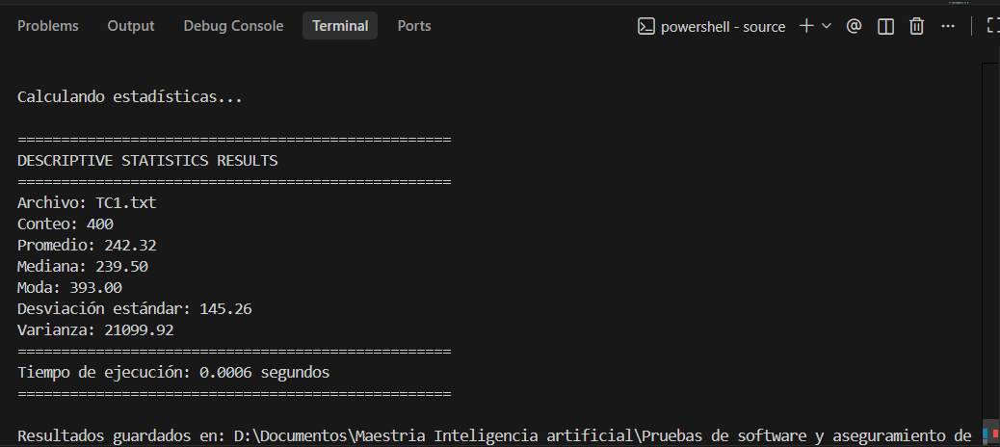 Problems Output Debug Console Terminal Ports powershell - source
Calculando estadísticas...
==================================================
DESCRIPTIVE STATISTICS RESULTS
==================================================
Archivo: TC1.txt
Conteo: 400
Promedio: 242.32
Mediana: 239.50
Moda: 393.00
Desviación estándar: 145.26
Varianza: 21099.92
==================================================
Tiempo de ejecución: 0.0006 segundos
==================================================
Resultados guardados en: D:\Documentos\Maestria Inteligencia artificial\Pruebas de software y aseguramiento de